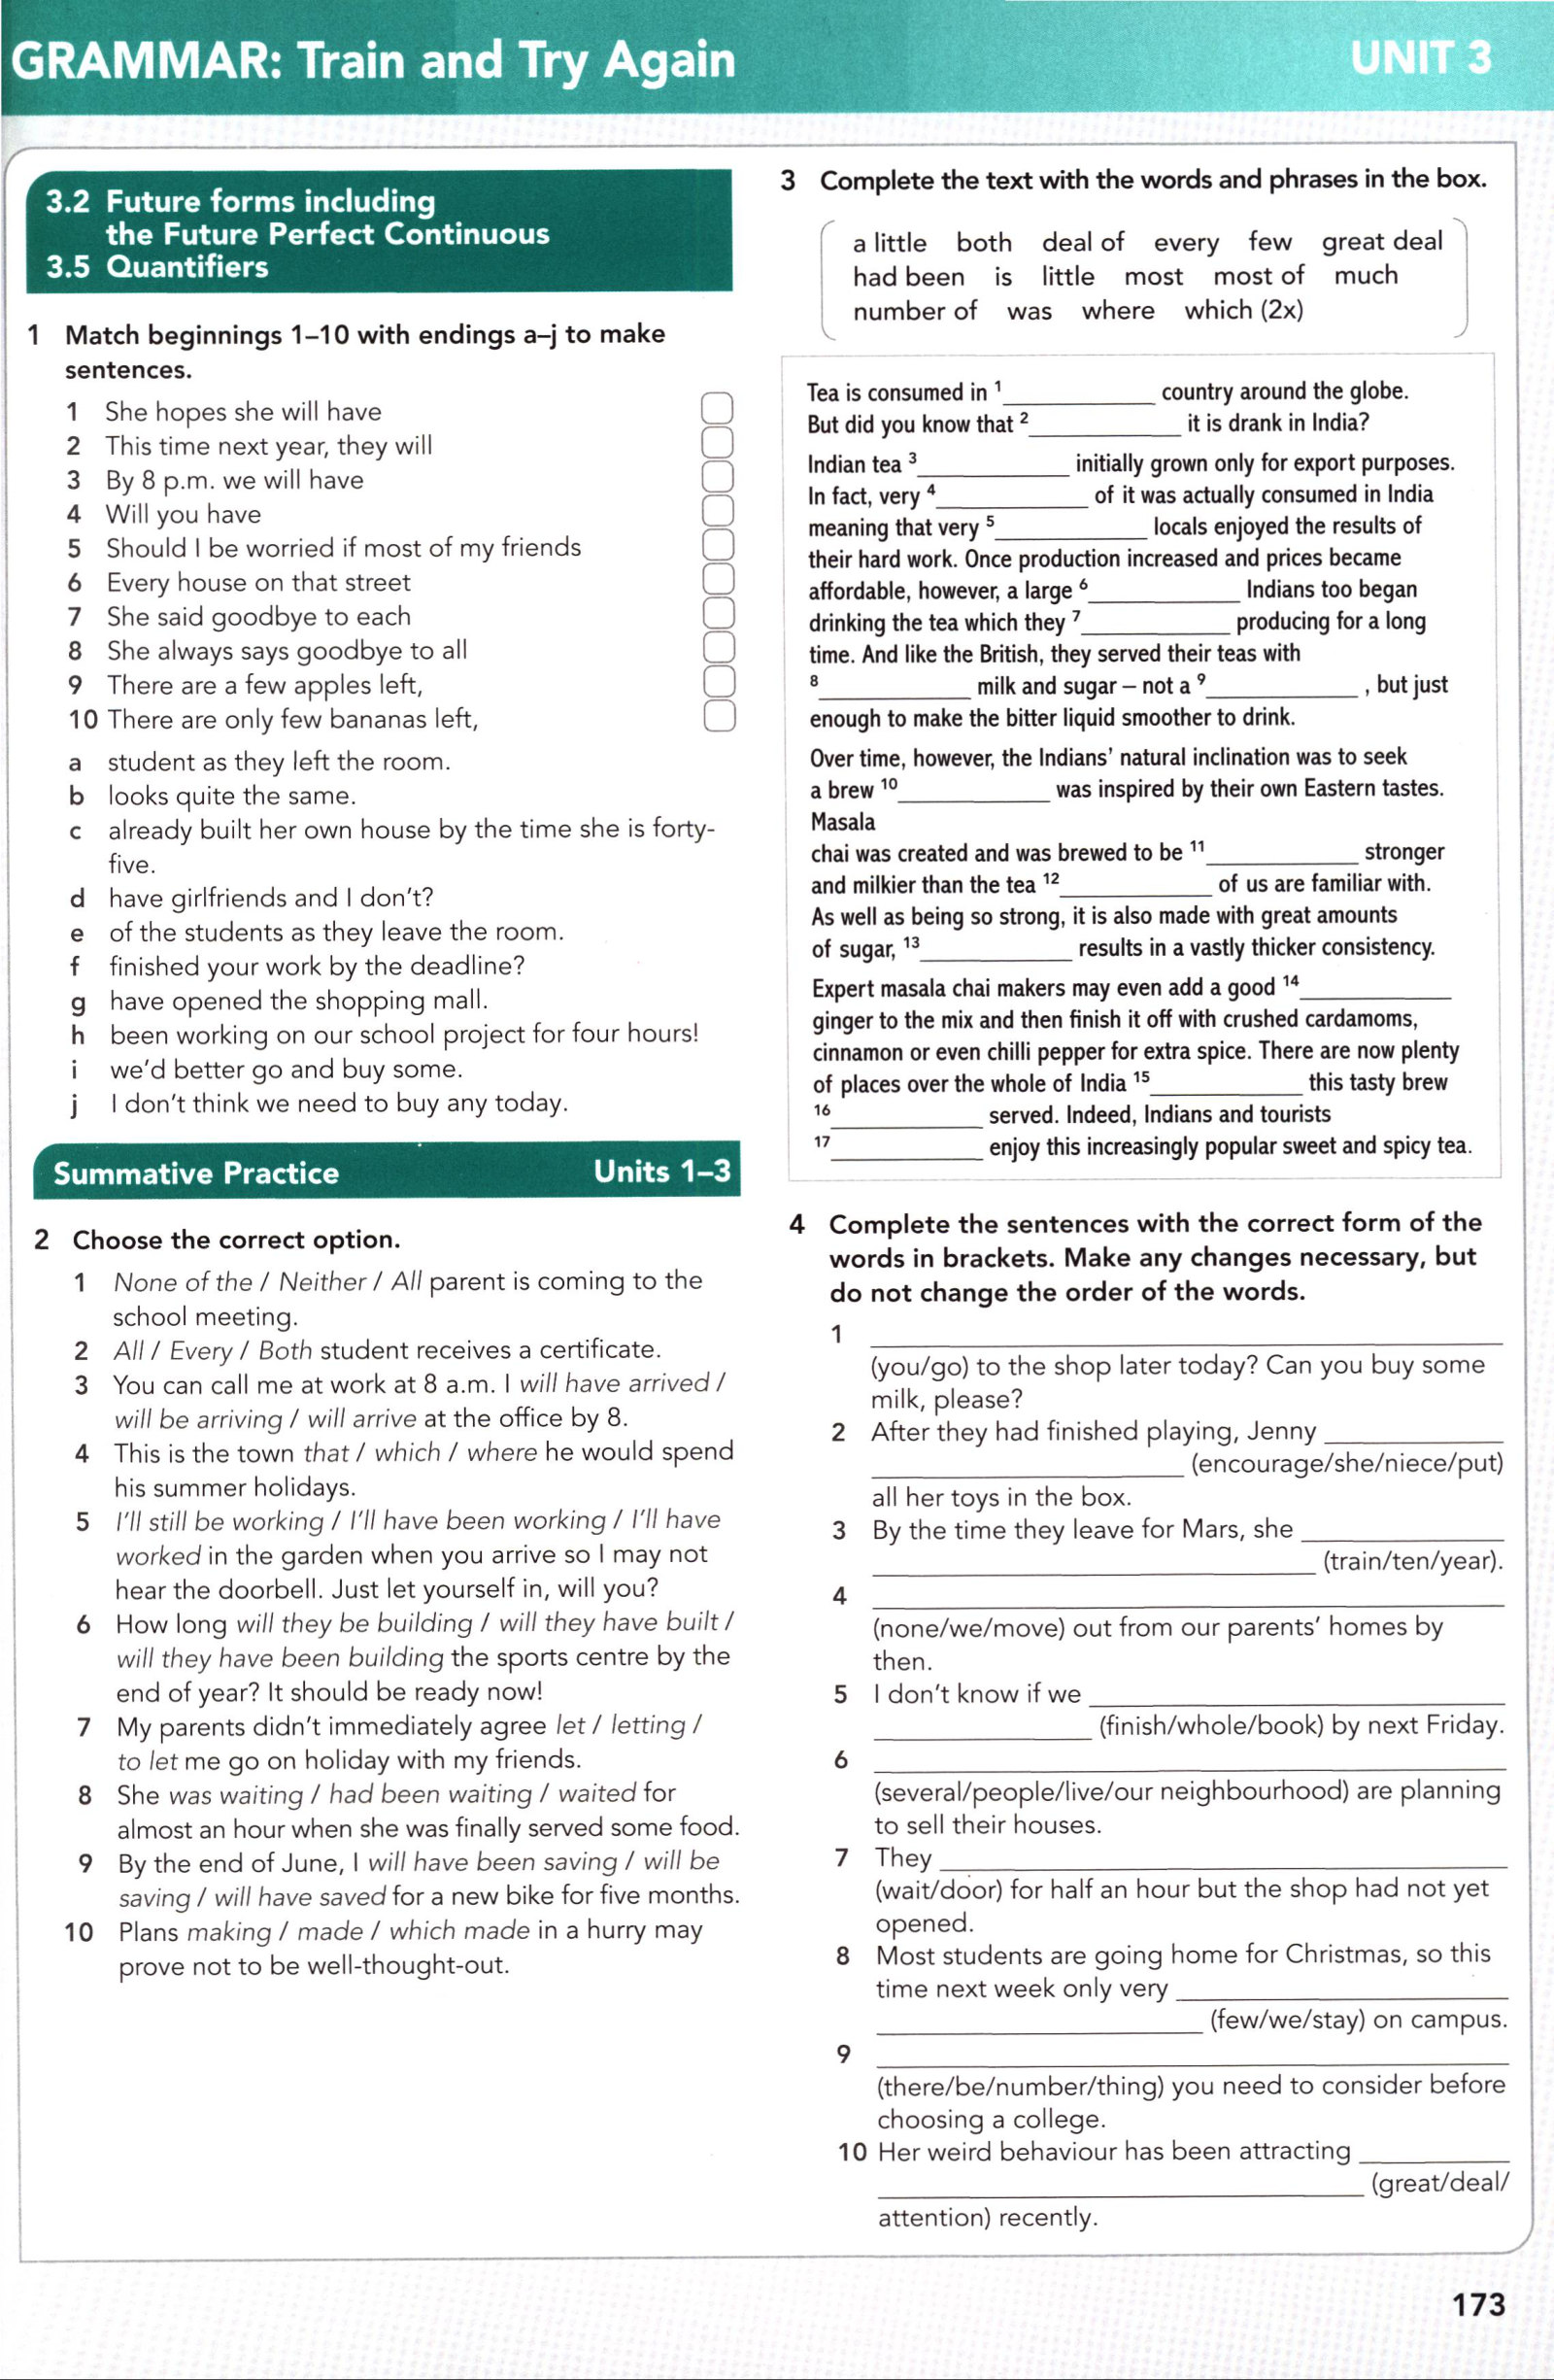 GRAMMAR: Train and Try Again
UNIT 3
3.2 Future forms including
the Future Perfect Continuous
3.5 Quantifiers
1 Match beginnings 1–10 with endings a–j to make
sentences.
1 She hopes she will have
2 This time next year, they will
3 By 8 p.m. we will have
4 Will you have
5 Should I be worried if most of my friends
6 Every house on that street
7 She said goodbye to each
8 She always says goodbye to all
9 There are a few apples left,
10 There are only few bananas left,
a student as they left the room.
b looks quite the same.
c already built her own house by the time she is forty-
five.
d have girlfriends and I don't?
e of the students as they leave the room.
f finished your work by the deadline?
g have opened the shopping mall.
h been working on our school project for four hours!
i we'd better go and buy some.
j I don't think we need to buy any today.
Summative Practice Units 1–3
2 Choose the correct option.
1 None of the / Neither / All parent is coming to the
school meeting.
2 All / Every / Both student receives a certificate.
3 You can call me at work at 8 a.m. I will have arrived /
will be arriving / will arrive at the office by 8.
4 This is the town that / which / where he would spend
his summer holidays.
5 I'll still be working / I'll have been working / I'll have
worked in the garden when you arrive so I may not
hear the doorbell. Just let yourself in, will you?
6 How long will they be building / will they have built /
will they have been building the sports centre by the
end of year? It should be ready now!
7 My parents didn't immediately agree let / letting /
to let me go on holiday with my friends.
8 She was waiting / had been waiting / waited for
almost an hour when she was finally served some food.
9 By the end of June, I will have been saving / will be
saving / will have saved for a new bike for five months.
10 Plans making / made / which made in a hurry may
prove not to be well-thought-out.
3 Complete the text with the words and phrases in the box.
a little both deal of every few great deal
had been is little most most of much
number of was where which (2x)
Tea is consumed in 1____________ country around the globe.
But did you know that 2____________ it is drank in India?
Indian tea 3____________ initially grown only for export purposes.
In fact, very 4____________ of it was actually consumed in India
meaning that very 5____________ locals enjoyed the results of
their hard work. Once production increased and prices became
affordable, however, a large 6____________ Indians too began
drinking the tea which they 7____________ producing for a long
time. And like the British, they served their teas with
8____________ milk and sugar – not a 9____________ , but just
enough to make the bitter liquid smoother to drink.
Over time, however, the Indians' natural inclination was to seek
a brew 10____________ was inspired by their own Eastern tastes.
Masala
chai was created and was brewed to be 11____________ stronger
and milkier than the tea 12____________ of us are familiar with.
As well as being so strong, it is also made with great amounts
of sugar, 13____________ results in a vastly thicker consistency.
Expert masala chai makers may even add a good 14____________
ginger to the mix and then finish it off with crushed cardamoms,
cinnamon or even chilli pepper for extra spice. There are now plenty
of places over the whole of India 15____________ this tasty brew
16____________ served. Indeed, Indians and tourists
17____________ enjoy this increasingly popular sweet and spicy tea.
4 Complete the sentences with the correct form of the
words in brackets. Make any changes necessary, but
do not change the order of the words.
1 ____________
(you/go) to the shop later today? Can you buy some
milk, please?
2 After they had finished playing, Jenny ____________
____________ (encourage/she/niece/put)
all her toys in the box.
3 By the time they leave for Mars, she ____________
____________ (train/ten/year).
4 ____________
(none/we/move) out from our parents' homes by
then.
5 I don't know if we ____________
____________ (finish/whole/book) by next Friday.
6 ____________
(several/people/live/our neighbourhood) are planning
to sell their houses.
7 They ____________
(wait/door) for half an hour but the shop had not yet
opened.
8 Most students are going home for Christmas, so this
time next week only very ____________
____________ (few/we/stay) on campus.
9 ____________
(there/be/number/thing) you need to consider before
choosing a college.
10 Her weird behaviour has been attracting ____________
____________ (great/deal/
attention) recently.
173